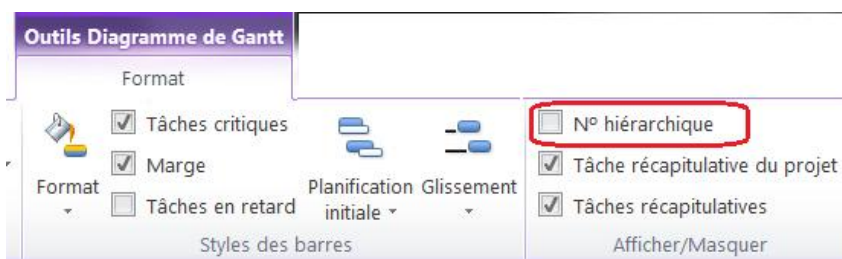 Outils Diagramme de Gantt
Format
Format
Tâches critiques
Marge
Tâches en retard
Planification
initiale
Glissement
Styles des barres
Nº hiérarchique
Tâche récapitulative du projet
Tâches récapitulatives
Afficher/Masquer